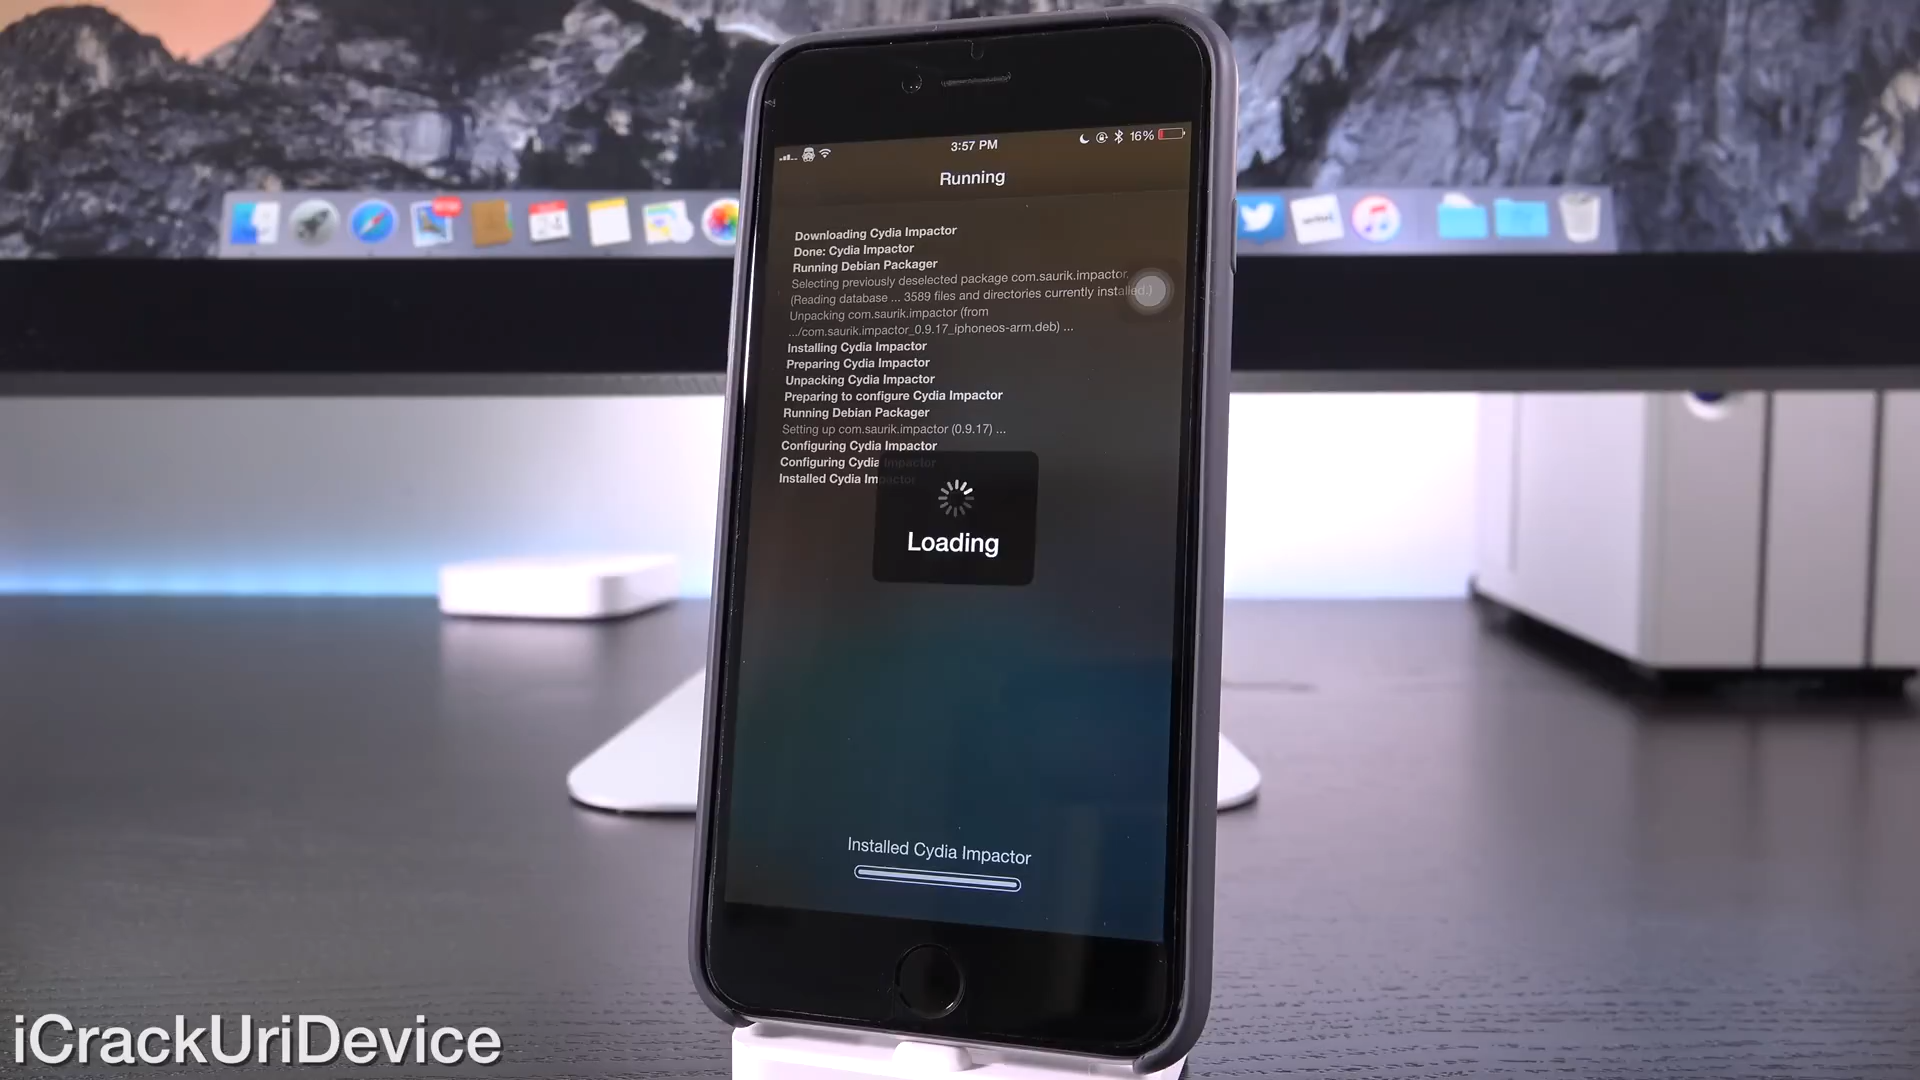 3:57 PM
16%
Running
Downloading Cydia Impactor
Done: Cydia Impactor
Running Debian Packager
Selecting previously deselected package com.saurik.impactor.
(Reading database ... 3589 files and directories currently installed.)
Unpacking com.saurik.impactor (from
.../com.saurik.impactor_0.9.17_iphoneos-arm.deb) ...
Installing Cydia Impactor
Preparing Cydia Impactor
Unpacking Cydia Impactor
Preparing to configure Cydia Impactor
Running Debian Packager
Setting up com.saurik.impactor (0.9.17) ...
Configuring Cydia Impactor
Configuring Cydia Impactor
Installed Cydia Impactor
Loading
Installed Cydia Impactor
iCrackUriDevice